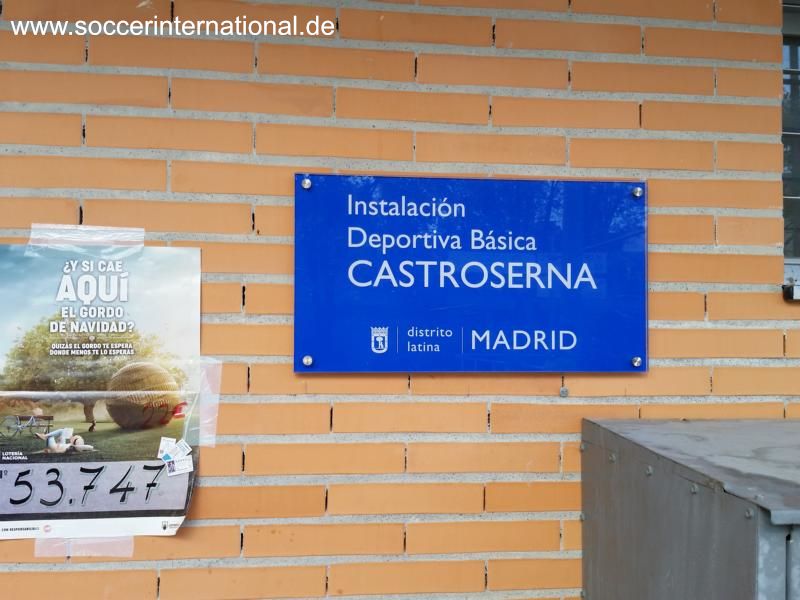 www.soccerinternational.de
Instalación
Deportiva Básica
CASTROSERNA
distrito
latina
MADRID
¿Y SI CAE
AQUÍ
EL GORDO
DE NAVIDAD?
QUIZÁS EL GORDO TE ESPERA
DONDE MENOS TE LO ESPERAS
LOTERÍA
NACIONAL
Nº 53.747